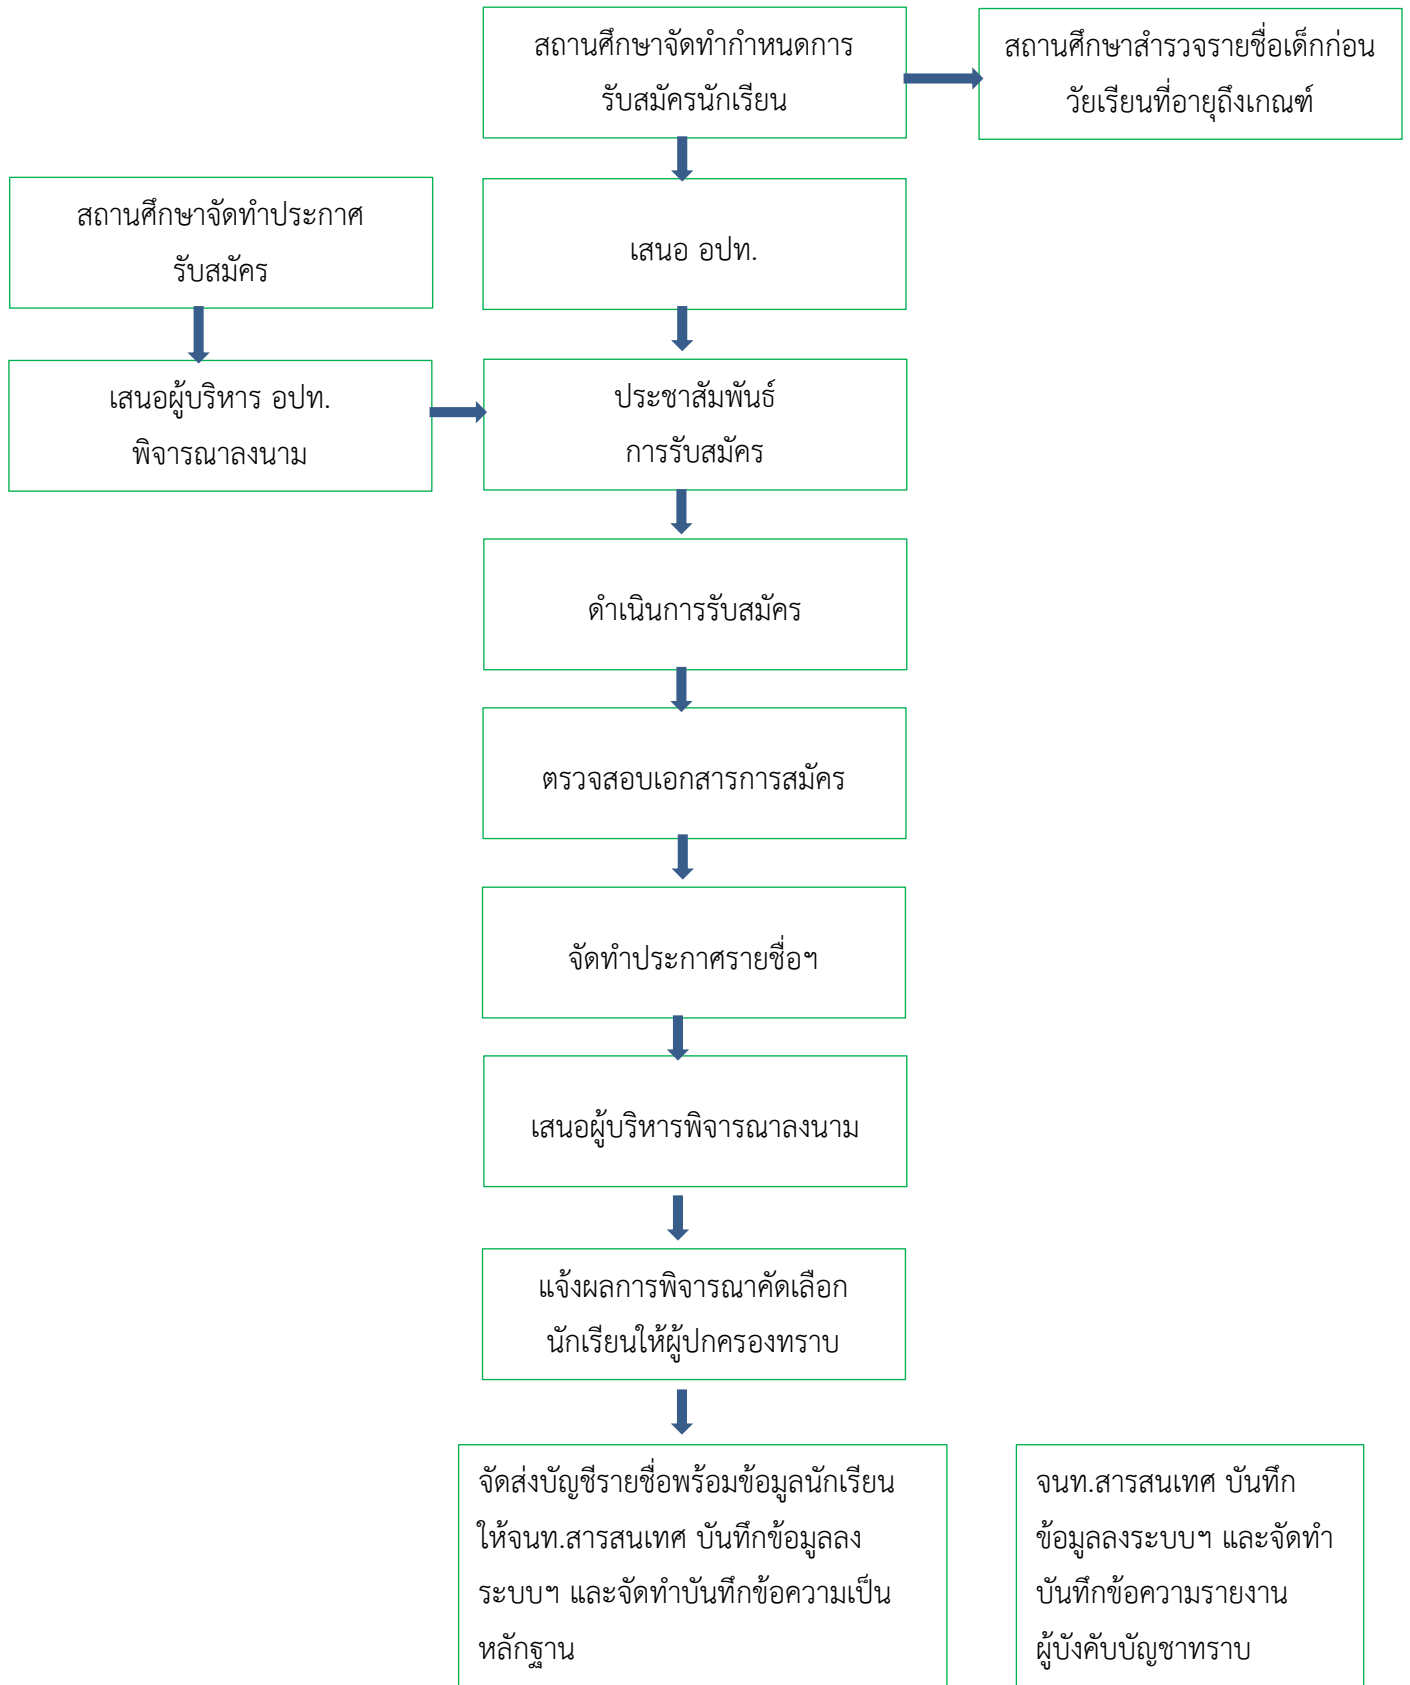 สถานศึกษาจัดทำกำหนดการ
รับสมัครนักเรียน
สถานศึกษาสำรวจรายชื่อเด็กก่อน
วัยเรียนที่อายุถึงเกณฑ์
สถานศึกษาจัดทำประกาศ
รับสมัคร
เสนอ อปท.
เสนอผู้บริหาร อปท.
พิจารณาลงนาม
ประชาสัมพันธ์
การรับสมัคร
ดำเนินการรับสมัคร
ตรวจสอบเอกสารการสมัคร
จัดทำประกาศรายชื่อฯ
เสนอผู้บริหารพิจารณาลงนาม
แจ้งผลการพิจารณาคัดเลือก
นักเรียนให้ผู้ปกครองทราบ
จัดส่งบัญชีรายชื่อพร้อมข้อมูลนักเรียน
ให้จนท.สารสนเทศ บันทึกข้อมูลลง
ระบบฯ และจัดทำบันทึกข้อความเป็น
หลักฐาน
จนท.สารสนเทศ บันทึก
ข้อมูลลงระบบฯ และจัดทำ
บันทึกข้อความรายงาน
ผู้บังคับบัญชาทราบ